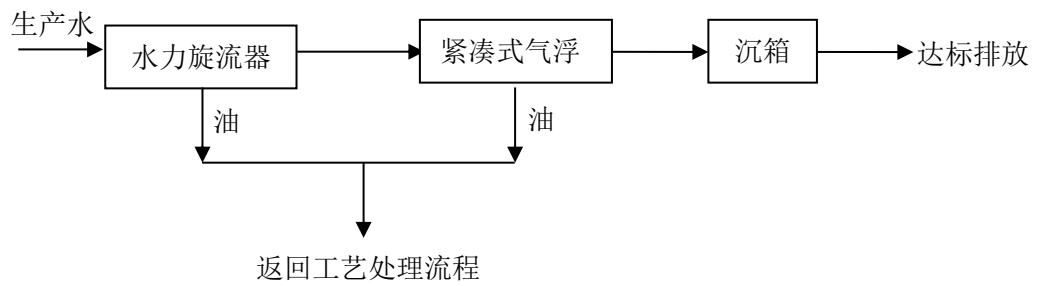 生产水
水力旋流器
紧凑式气浮
沉箱
达标排放
油
油
返回工艺处理流程